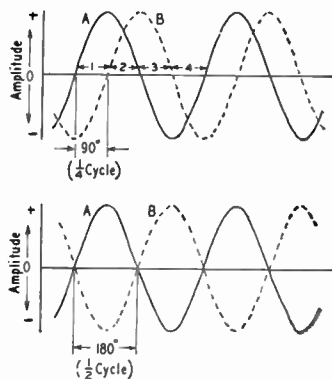 A B
+
Amplitude
0
1 2 3 4
-
90°
(1/4 Cycle)
A B
+
Amplitude
0
-
180°
(1/2 Cycle)